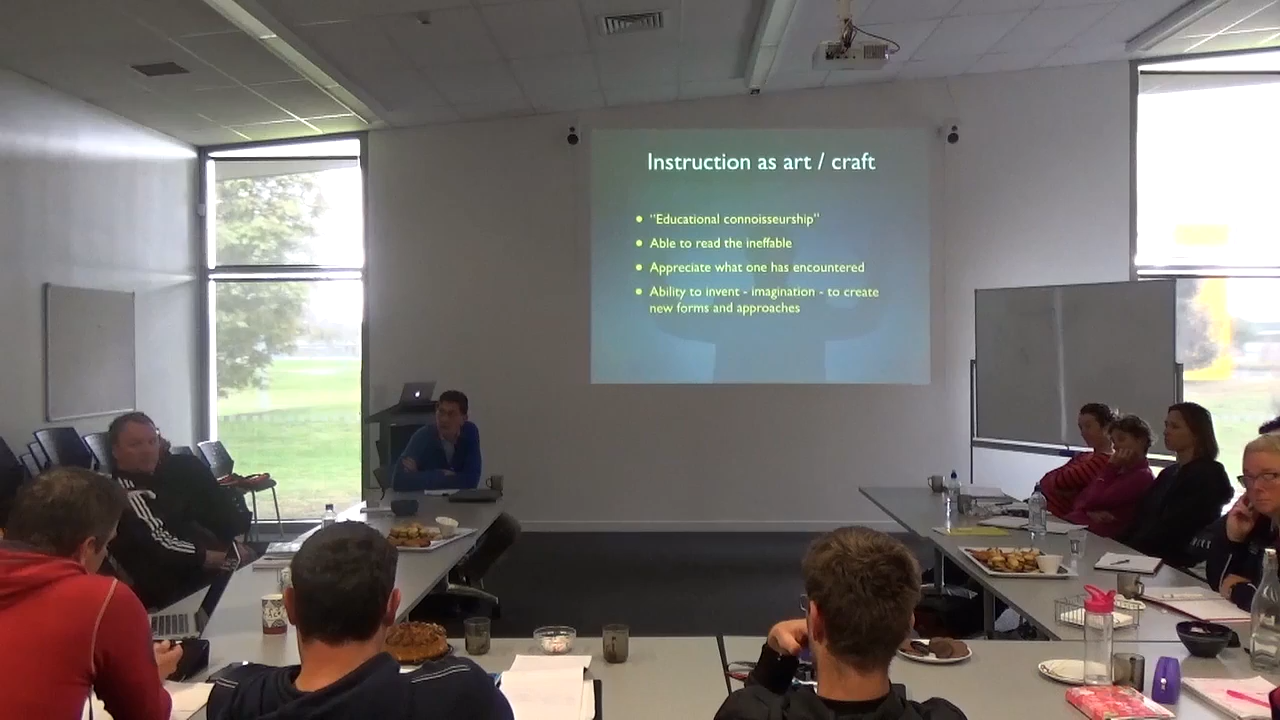 Instruction as art / craft
• "Educational connoisseurship"
• Able to read the ineffable
• Appreciate what one has encountered
• Ability to invent - imagination - to create
new forms and approaches